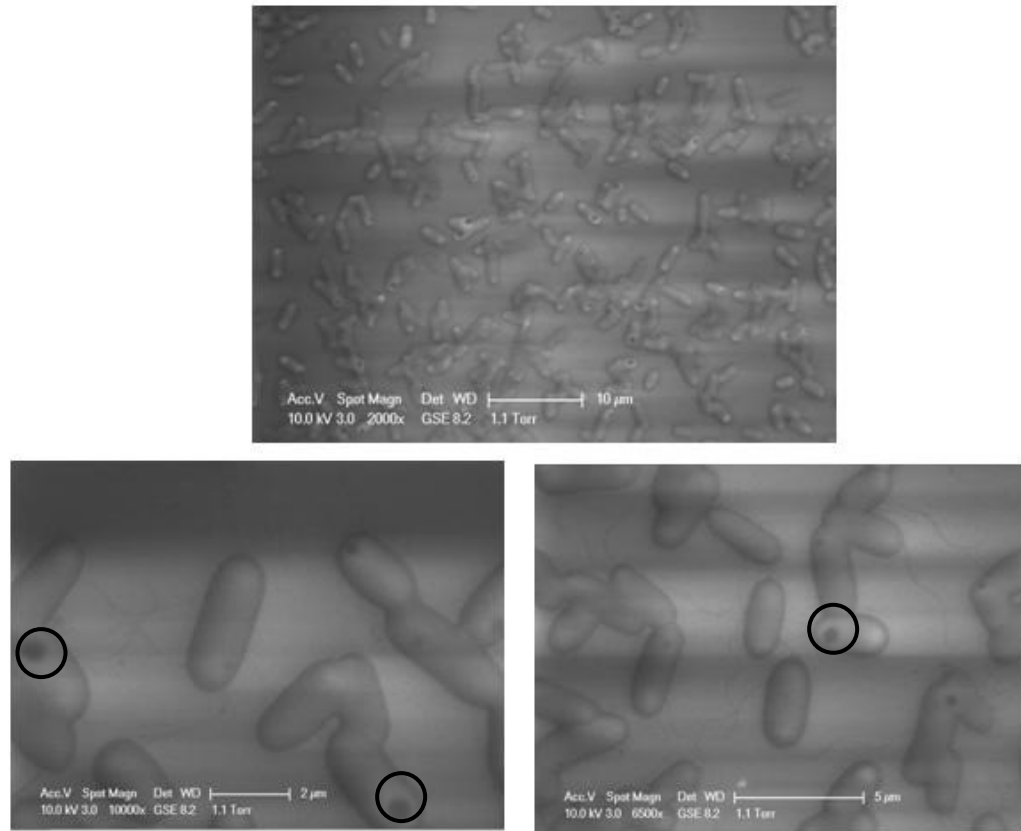 Acc.V Spot Magn Det WD 10 μm
10.0 kV 3.0 2000x GSE 8.2 1.1 Torr
Acc.V Spot Magn Det WD 2 μm
10.0 kV 3.0 10000x GSE 8.2 1.1 Torr
Acc.V Spot Magn Det WD 5 μm
10.0 kV 3.0 6500x GSE 8.2 1.1 Torr